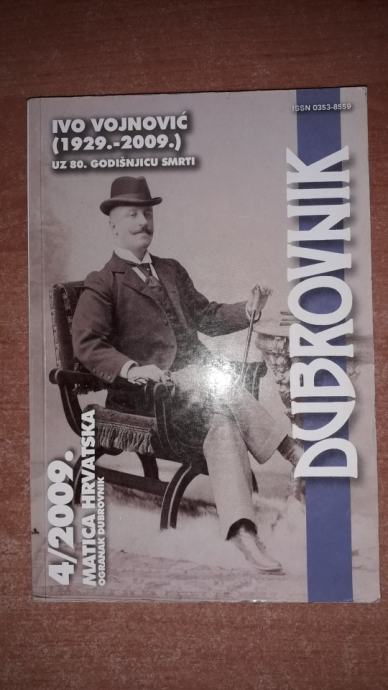 ISSN 0353-8559
IVO VOJNOVIĆ
(1929.-2009.)
UZ 80. GODIŠNJICU SMRTI
DUBROVNIK
4/2009.
MATICA HRVATSKA
OGRANAK DUBROVNIK